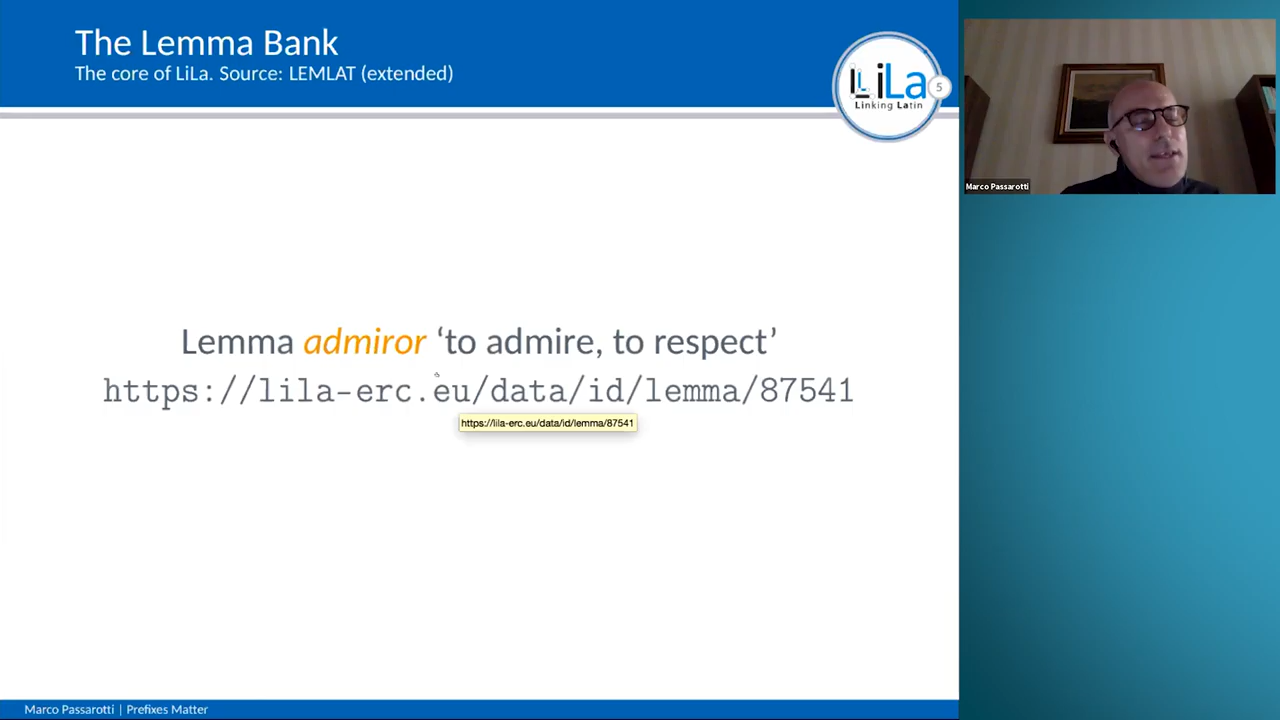 The Lemma Bank
The core of LiLa. Source: LEMLAT (extended)
LiLa
Linking Latin
5
Marco Passarotti
Lemma admiror ‘to admire, to respect’
https://lila-erc.eu/data/id/lemma/87541
https://lila-erc.eu/data/id/lemma/87541
Marco Passarotti | Prefixes Matter